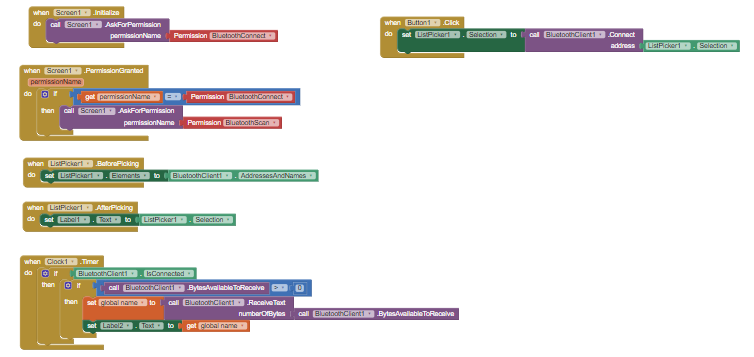 when Screen1 .Initialize
do call Screen1 .AskForPermission
permissionName Permission BluetoothConnect
when Button1 .Click
do set ListPicker1 . Selection to call BluetoothClient1 .Connect
address ListPicker1 . Selection
when Screen1 .PermissionGranted
permissionName
do if get permissionName = Permission BluetoothConnect
then call Screen1 .AskForPermission
permissionName Permission BluetoothScan
when ListPicker1 .BeforePicking
do set ListPicker1 . Elements to BluetoothClient1 . AddressesAndNames
when ListPicker1 .AfterPicking
do set Label1 . Text to ListPicker1 . Selection
when Clock1 .Timer
do if BluetoothClient1 . IsConnected
then if call BluetoothClient1 .BytesAvailableToReceive > 0
then set global name to call BluetoothClient1 .ReceiveText
numberOfBytes call BluetoothClient1 .BytesAvailableToReceive
set Label2 . Text to get global name